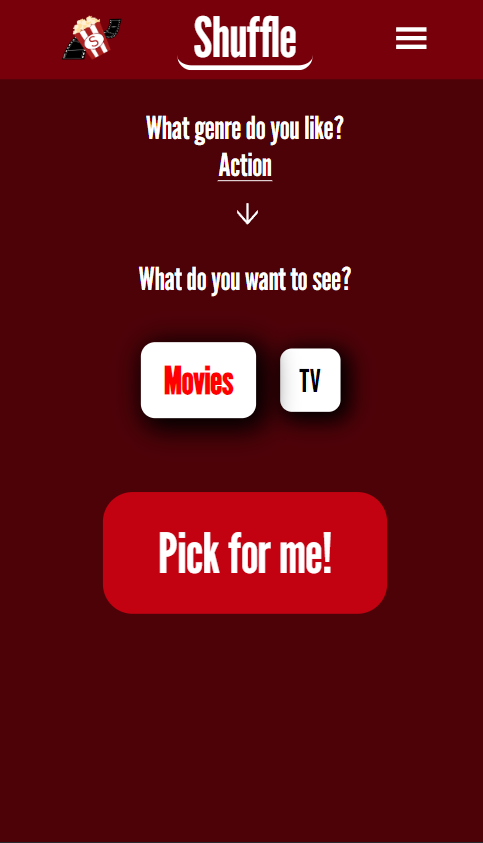 S
Shuffle
What genre do you like?
Action
What do you want to see?
Movies
TV
Pick for me!